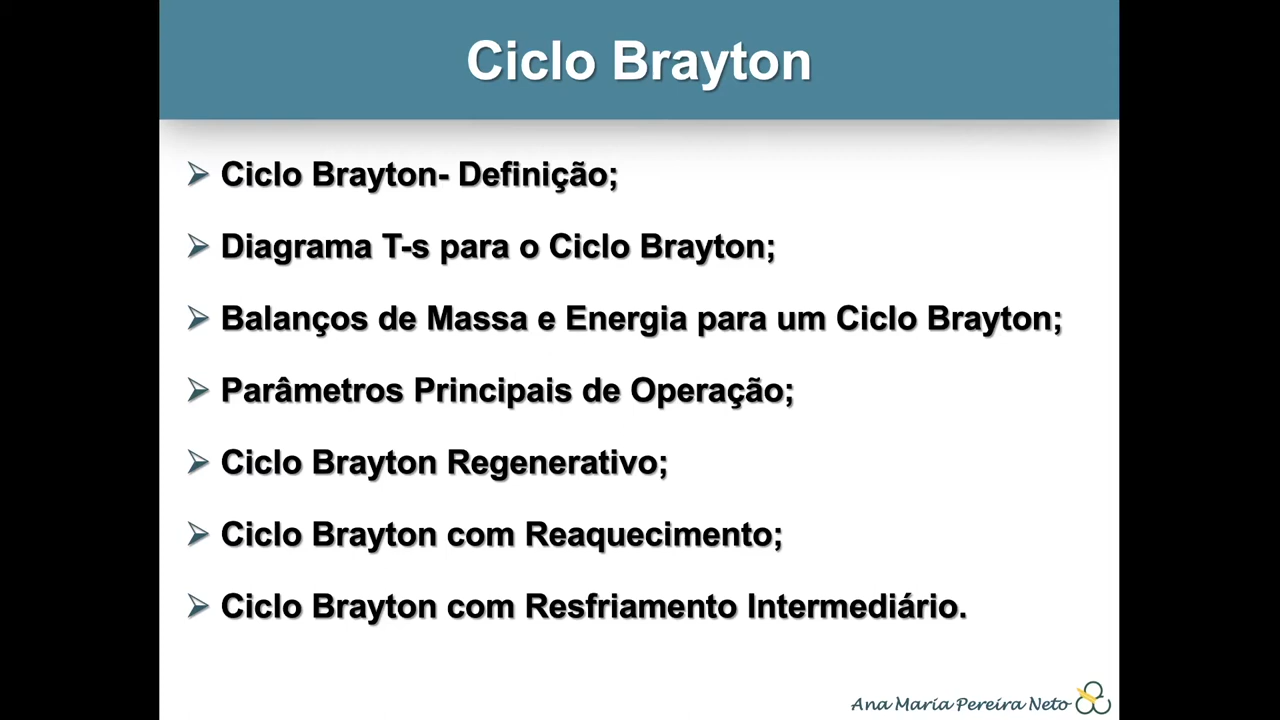 Ciclo Brayton
Ciclo Brayton- Definição;
Diagrama T-s para o Ciclo Brayton;
Balanços de Massa e Energia para um Ciclo Brayton;
Parâmetros Principais de Operação;
Ciclo Brayton Regenerativo;
Ciclo Brayton com Reaquecimento;
Ciclo Brayton com Resfriamento Intermediário.
Ana Maria Pereira Neto